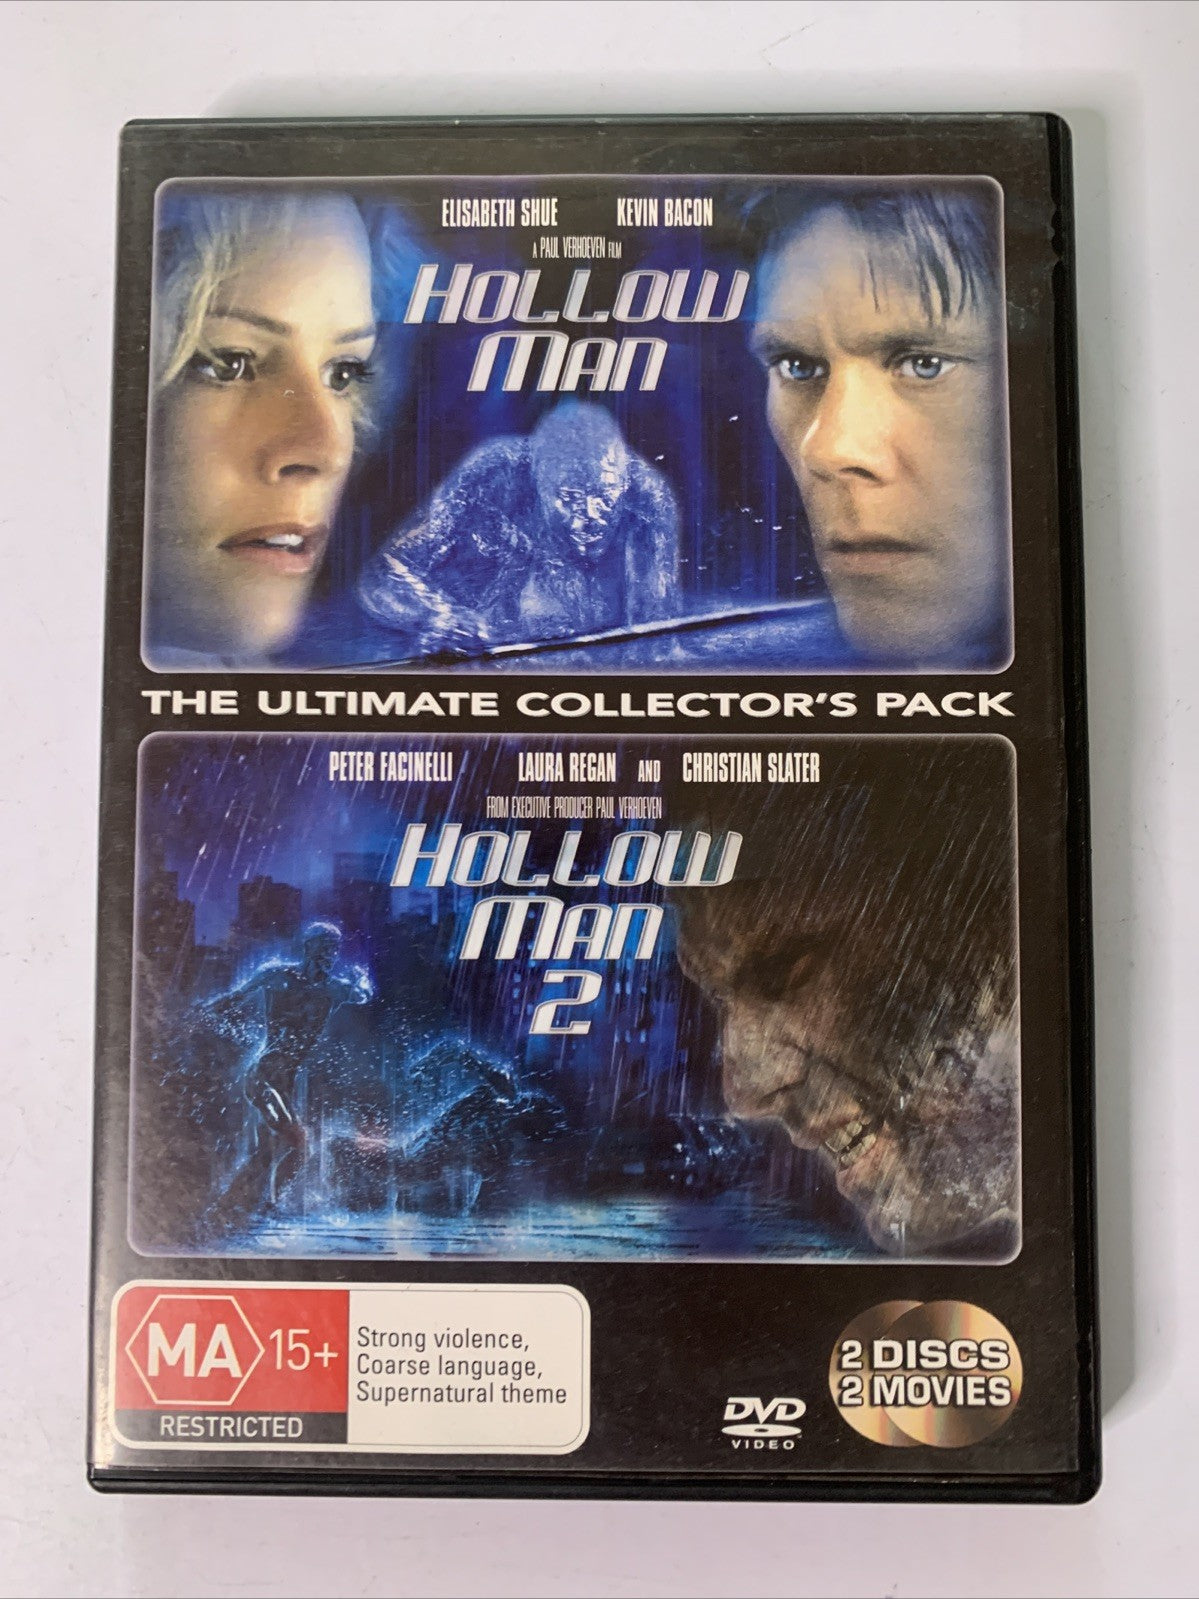 ELISABETH SHUE KEVIN BACON
A PAUL VERHOEVEN FILM
HOLLOW
MAN
THE ULTIMATE COLLECTOR'S PACK
PETER FACINELLI LAURA REGAN AND CHRISTIAN SLATER
FROM EXECUTIVE PRODUCER PAUL VERHOEVEN
HOLLOW
MAN
2
MA 15+
RESTRICTED
Strong violence,
Coarse language,
Supernatural theme
DVD
VIDEO
2 DISCS
2 MOVIES